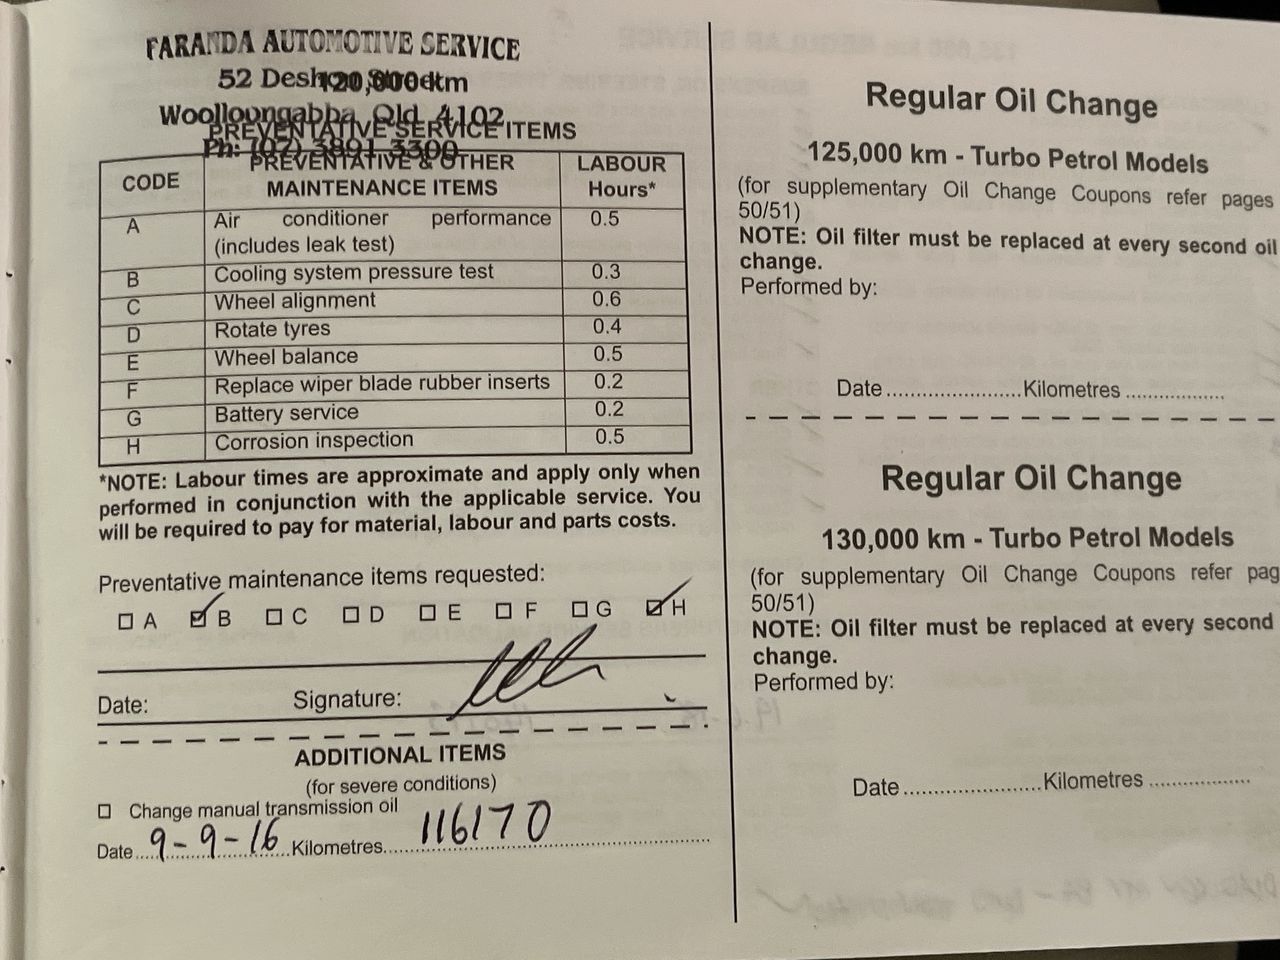 FARANDA AUTOMOTIVE SERVICE
52 Deshon Street
120,000 km
Woolloongabba Qld 4102
PREVENTATIVE SERVICE ITEMS
Ph: (07) 3891 3300
CODE PREVENTATIVE & OTHER MAINTENANCE ITEMS LABOUR Hours*
A Air conditioner performance (includes leak test) 0.5
B Cooling system pressure test 0.3
C Wheel alignment 0.6
D Rotate tyres 0.4
E Wheel balance 0.5
F Replace wiper blade rubber inserts 0.2
G Battery service 0.2
H Corrosion inspection 0.5
*NOTE: Labour times are approximate and apply only when
performed in conjunction with the applicable service. You
will be required to pay for material, labour and parts costs.
Preventative maintenance items requested:
A B C D E F G H
Date: Signature:
ADDITIONAL ITEMS
(for severe conditions)
Change manual transmission oil
Date 9-9-16 Kilometres 116170
Regular Oil Change
125,000 km - Turbo Petrol Models
(for supplementary Oil Change Coupons refer pages
50/51)
NOTE: Oil filter must be replaced at every second oil
change.
Performed by:
Date ....................... Kilometres .................
Regular Oil Change
130,000 km - Turbo Petrol Models
(for supplementary Oil Change Coupons refer pag
50/51)
NOTE: Oil filter must be replaced at every second
change.
Performed by:
Date ....................... Kilometres .................